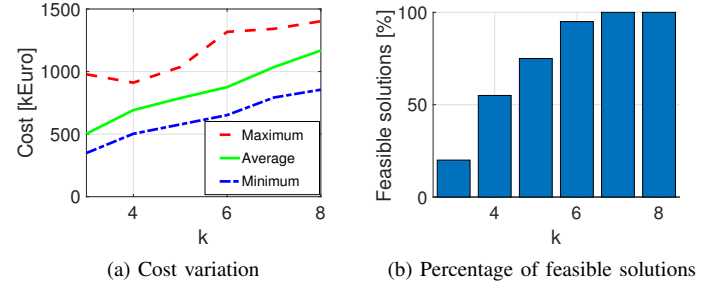 1500
1000
500
0
Cost [kEuro]
Maximum
Average
Minimum
4
6
8
k
(a) Cost variation
100
50
0
Feasible solutions [%]
4
6
8
k
(b) Percentage of feasible solutions